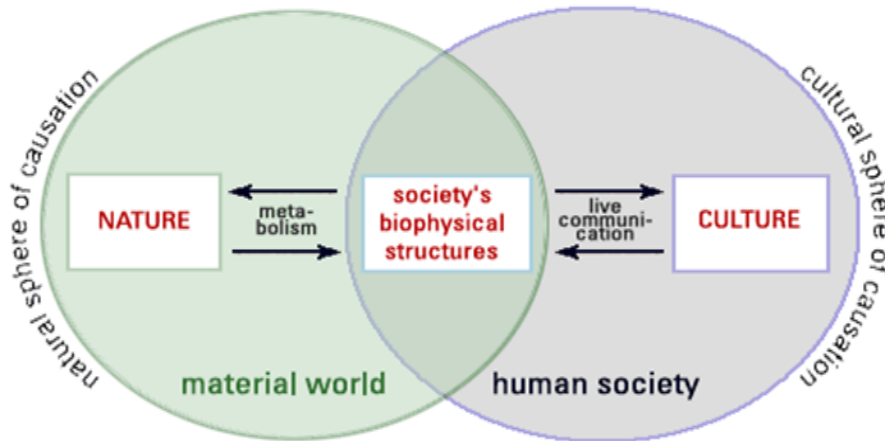 natural sphere of causation
cultural sphere of causation
NATURE
meta-
bolism
society's
biophysical
structures
live
communi-
cation
CULTURE
material world
human society